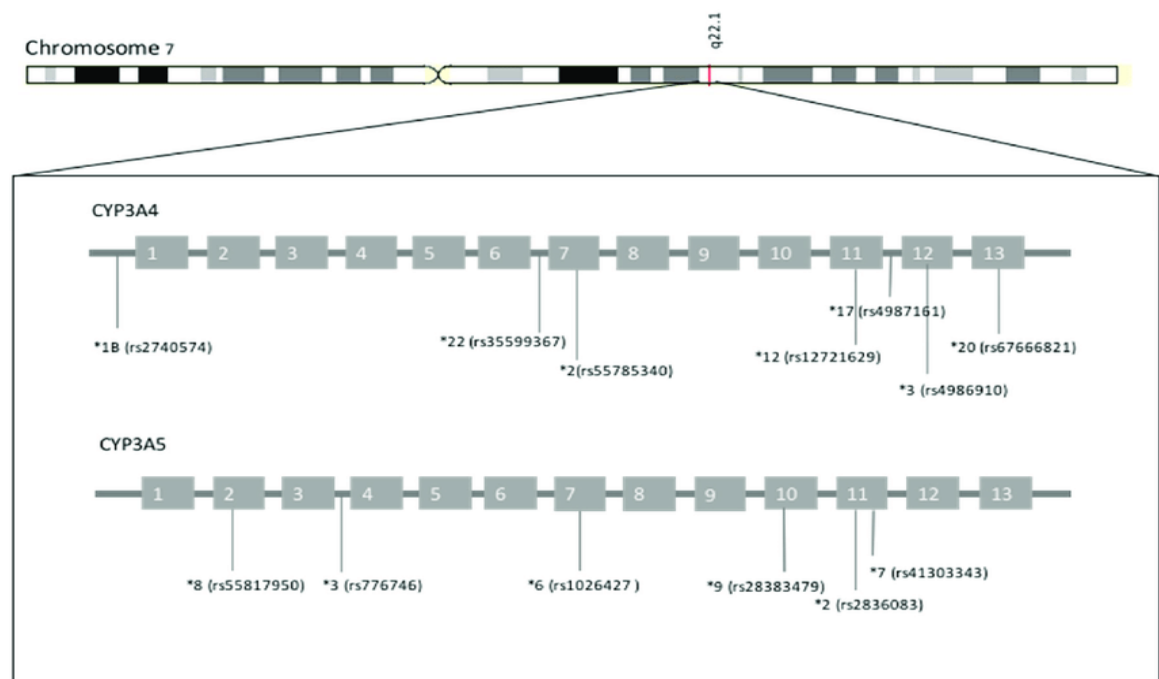 q22.1
Chromosome 7
CYP3A4
1 2 3 4 5 6 7 8 9 10 11 12 13
*17 (rs4987161)
*1B (rs2740574)
*22 (rs35599367)
*12 (rs12721629)
*20 (rs67666821)
*2(rs55785340)
*3 (rs4986910)
CYP3A5
1 2 3 4 5 6 7 8 9 10 11 12 13
*7 (rs41303343)
*8 (rs55817950)
*3 (rs776746)
*6 (rs1026427 )
*9 (rs28383479)
*2 (rs2836083)